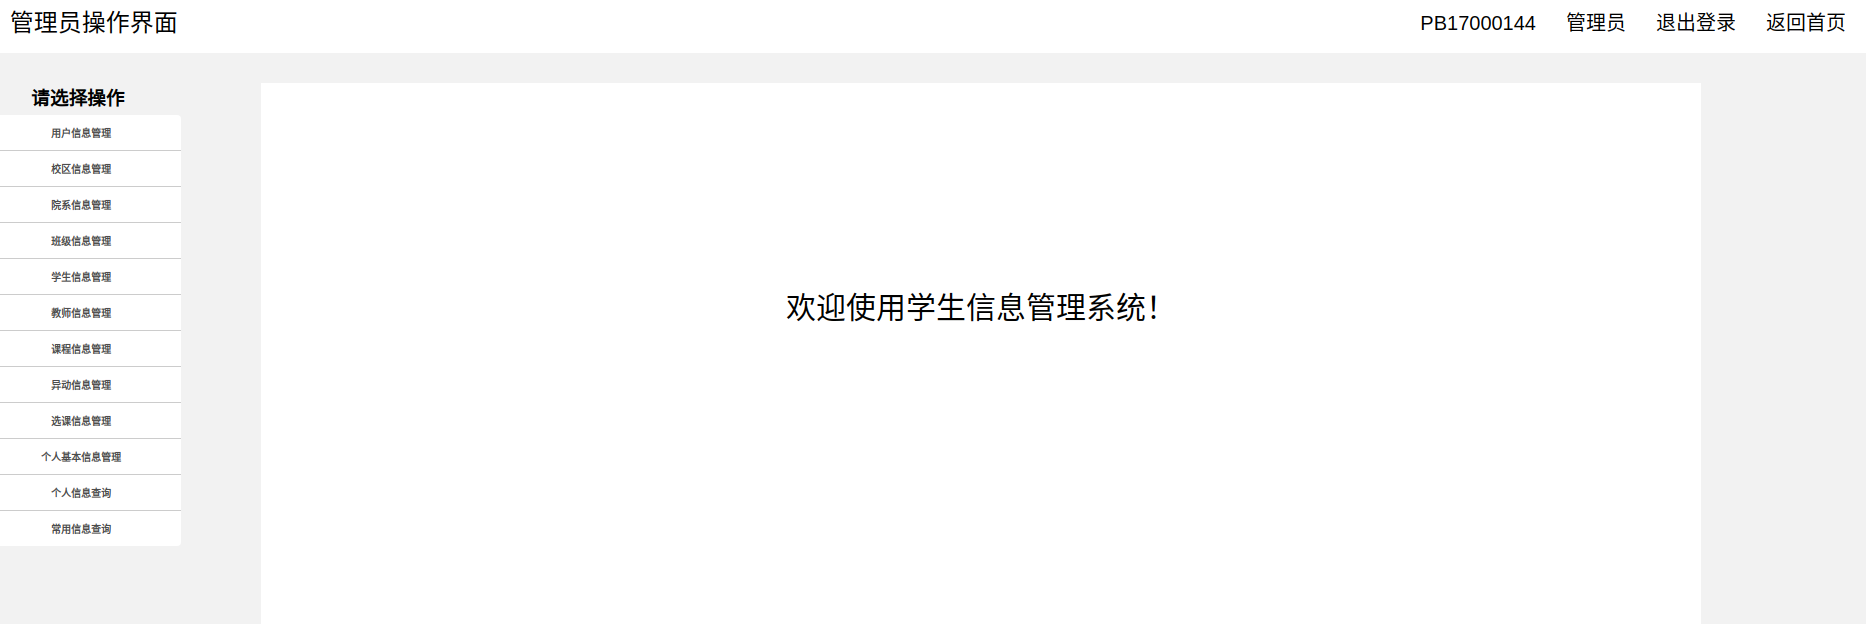 管理员操作界面
PB17000144 管理员 退出登录 返回首页
请选择操作
用户信息管理
校区信息管理
院系信息管理
班级信息管理
学生信息管理
教师信息管理
课程信息管理
异动信息管理
选课信息管理
个人基本信息管理
个人信息查询
常用信息查询
欢迎使用学生信息管理系统！